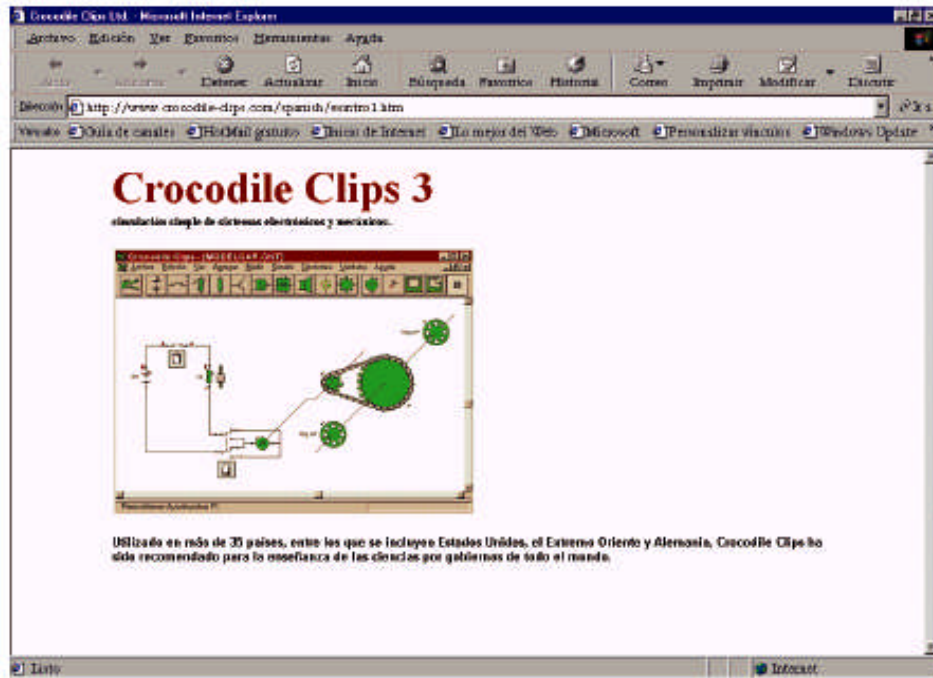 Crocodile Clips Ltd. - Microsoft Internet Explorer
Archivo Edición Ver Favoritos Herramientas Ayuda
Atrás Detener Actualizar Inicio Búsqueda Favoritos Historial Correo Imprimir Modificar
Dirección http://www.crocodile-clips.com/spanish/
Vínculos Guía de canales HotMail gratuito Inicio de Internet Lo mejor del Web Microsoft Personalizar vínculos Windows Update
Crocodile Clips 3
simulación simple de sistemas electrónicos y mecánicos.
Crocodile Clips
Utilizado en más de 35 países, entre los que se incluyen Estados Unidos, el Extremo Oriente y Alemania, Crocodile Clips ha
sido recomendado para la enseñanza de las ciencias por gobiernos de todo el mundo.
Listo Internet